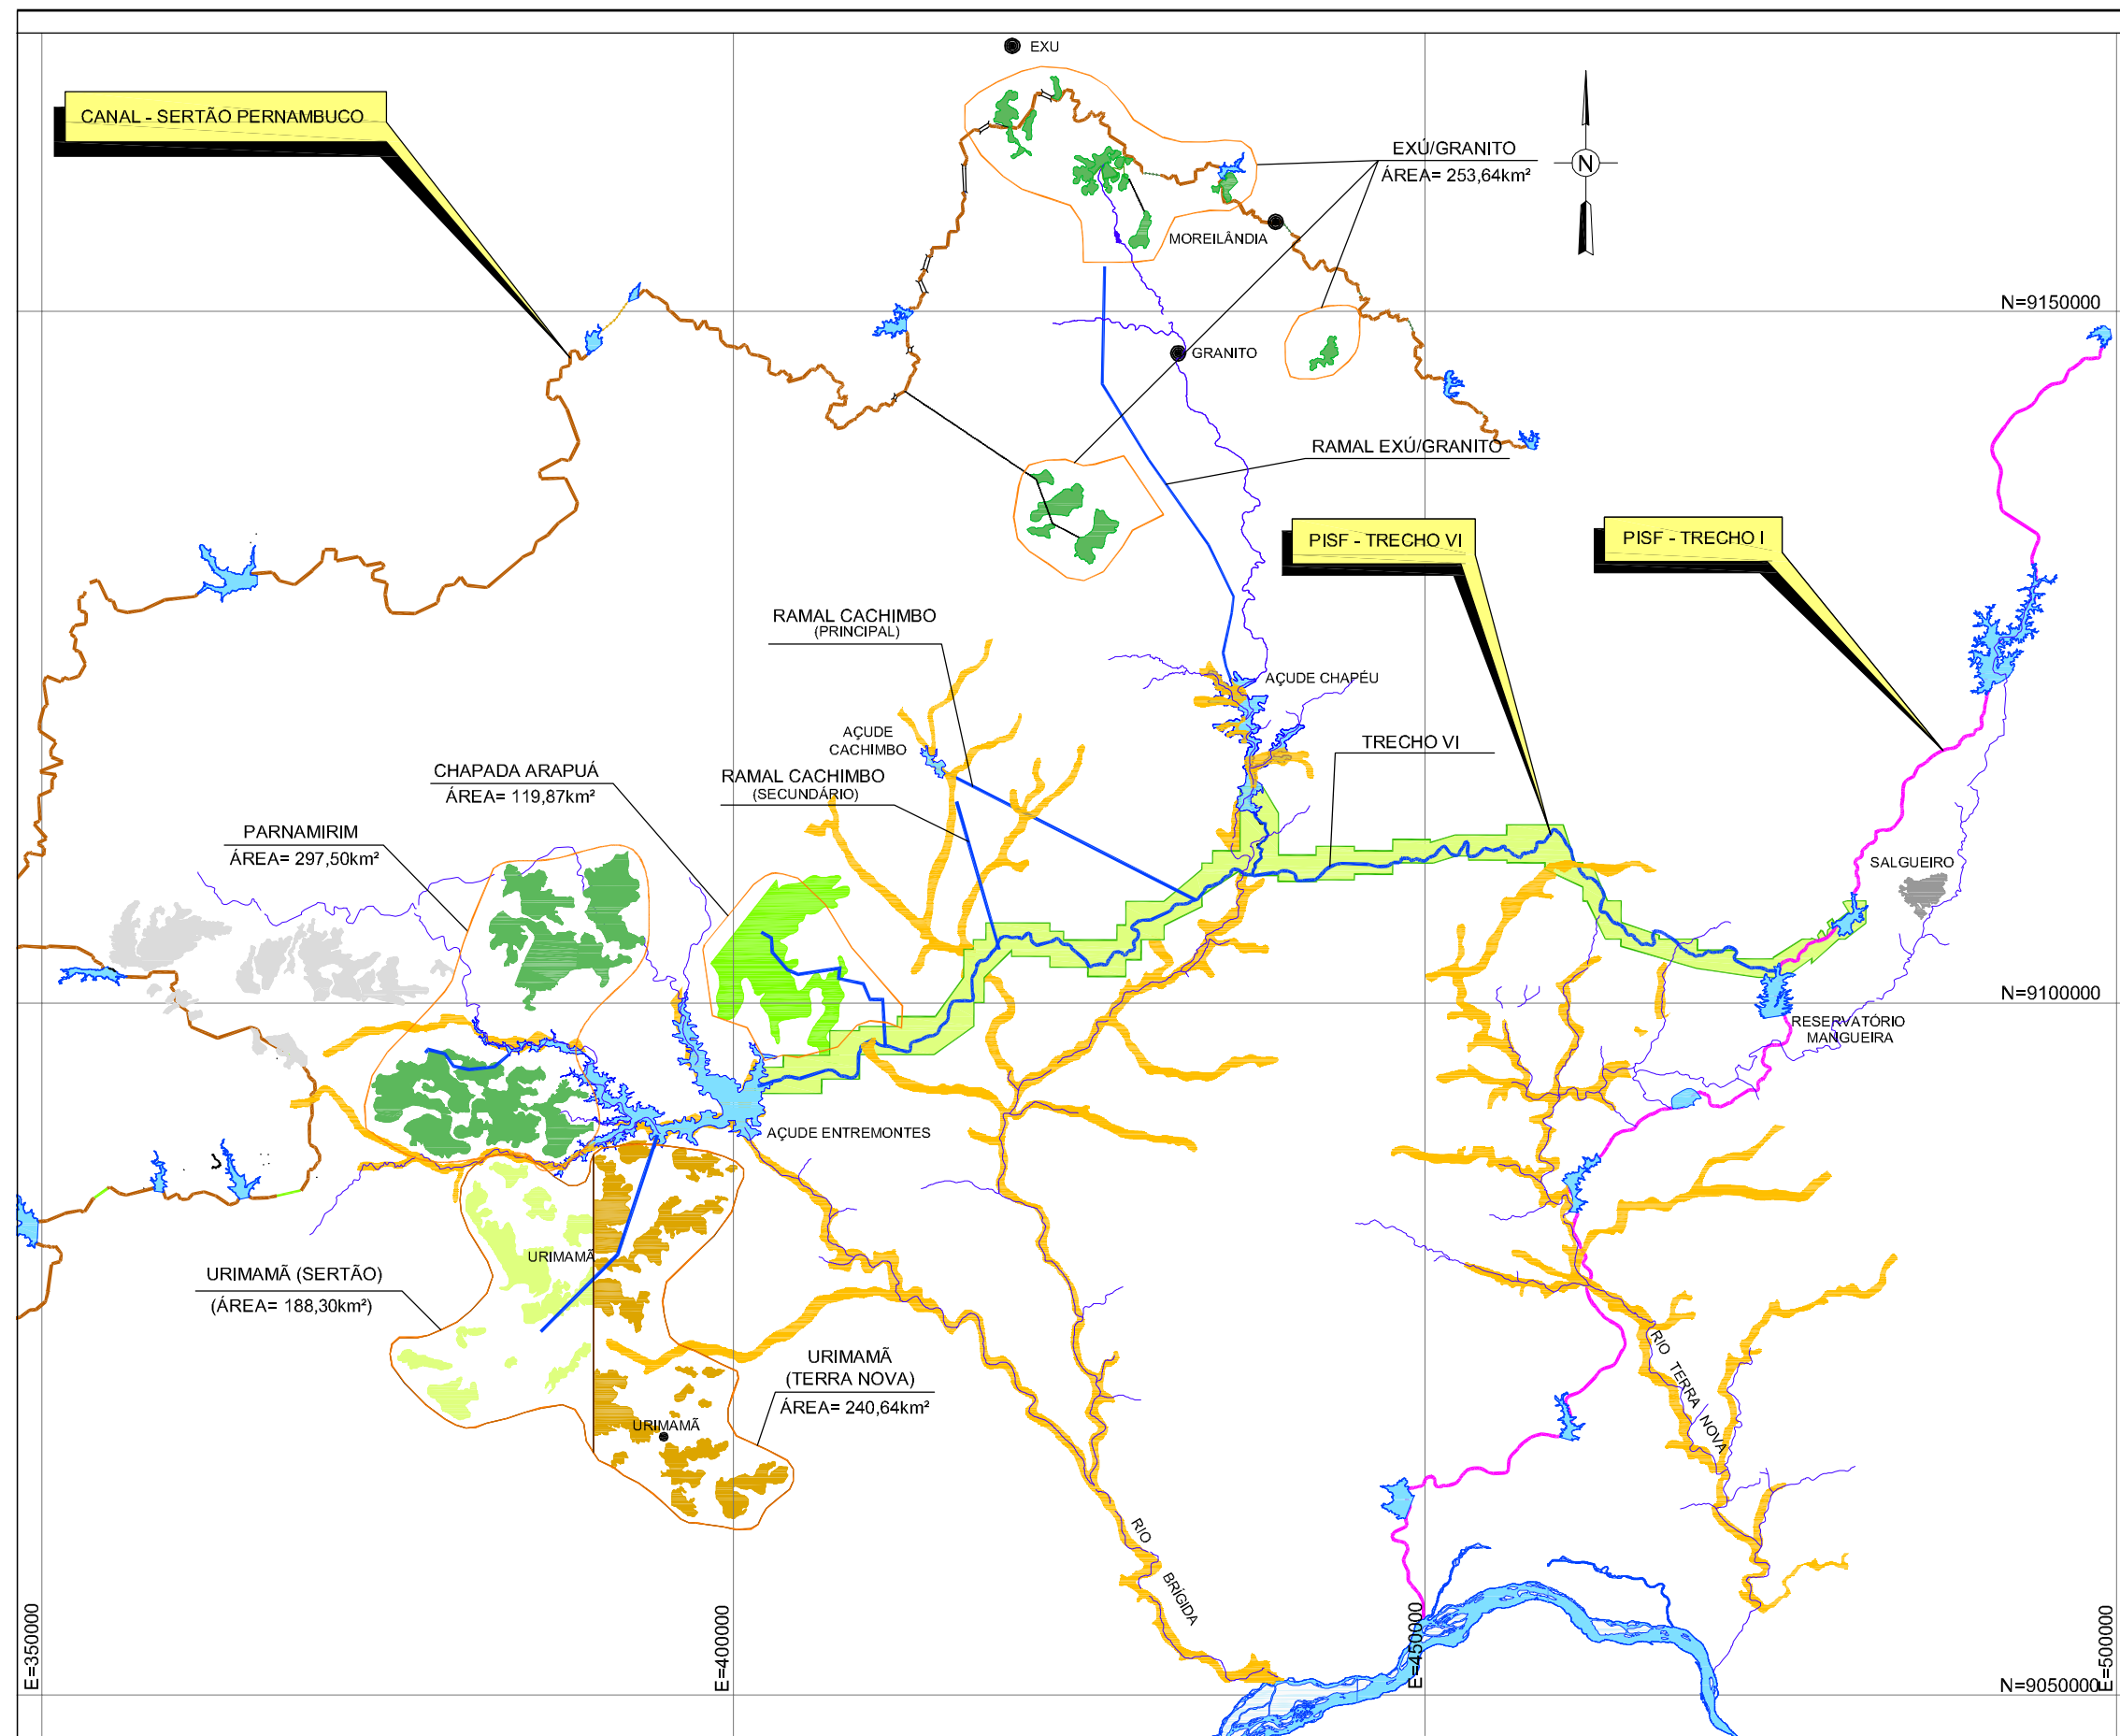 EXU
CANAL - SERTÃO PERNAMBUCO
EXÚ/GRANITO
ÁREA= 253,64km²
N
MOREILÂNDIA
N=9150000
GRANITO
RAMAL EXÚ/GRANITO
PISF - TRECHO VI
PISF - TRECHO I
RAMAL CACHIMBO
(PRINCIPAL)
AÇUDE CHAPÉU
AÇUDE
CACHIMBO
TRECHO VI
CHAPADA ARAPUÁ
ÁREA= 119,87km²
RAMAL CACHIMBO
(SECUNDÁRIO)
PARNAMIRIM
ÁREA= 297,50km²
SALGUEIRO
N=9100000
RESERVATÓRIO
MANGUEIRA
AÇUDE ENTREMONTES
URIMAMÃ
URIMAMÃ (SERTÃO)
(ÁREA= 188,30km²)
URIMAMÃ
(TERRA NOVA)
ÁREA= 240,64km²
URIMAMÃ
RIO TERRA NOVA
RIO BRÍGIDA
E=350000
E=400000
E=450000
E=500000
N=9050000